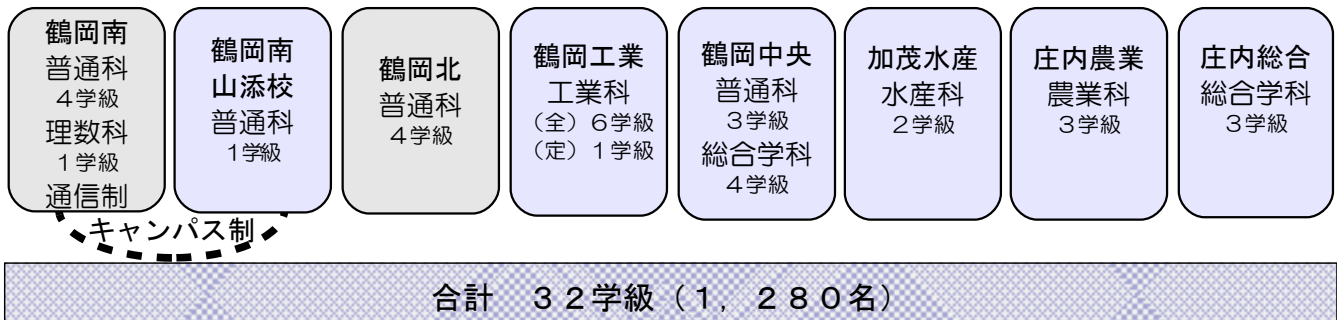 鶴岡南
普通科
４学級
理数科
１学級
通信制
鶴岡南
山添校
普通科
１学級
キャンパス制
鶴岡北
普通科
４学級
鶴岡工業
工業科
（全）６学級
（定）１学級
鶴岡中央
普通科
３学級
総合学科
４学級
加茂水産
水産科
２学級
庄内農業
農業科
３学級
庄内総合
総合学科
３学級
合計　３２学級（１，２８０名）